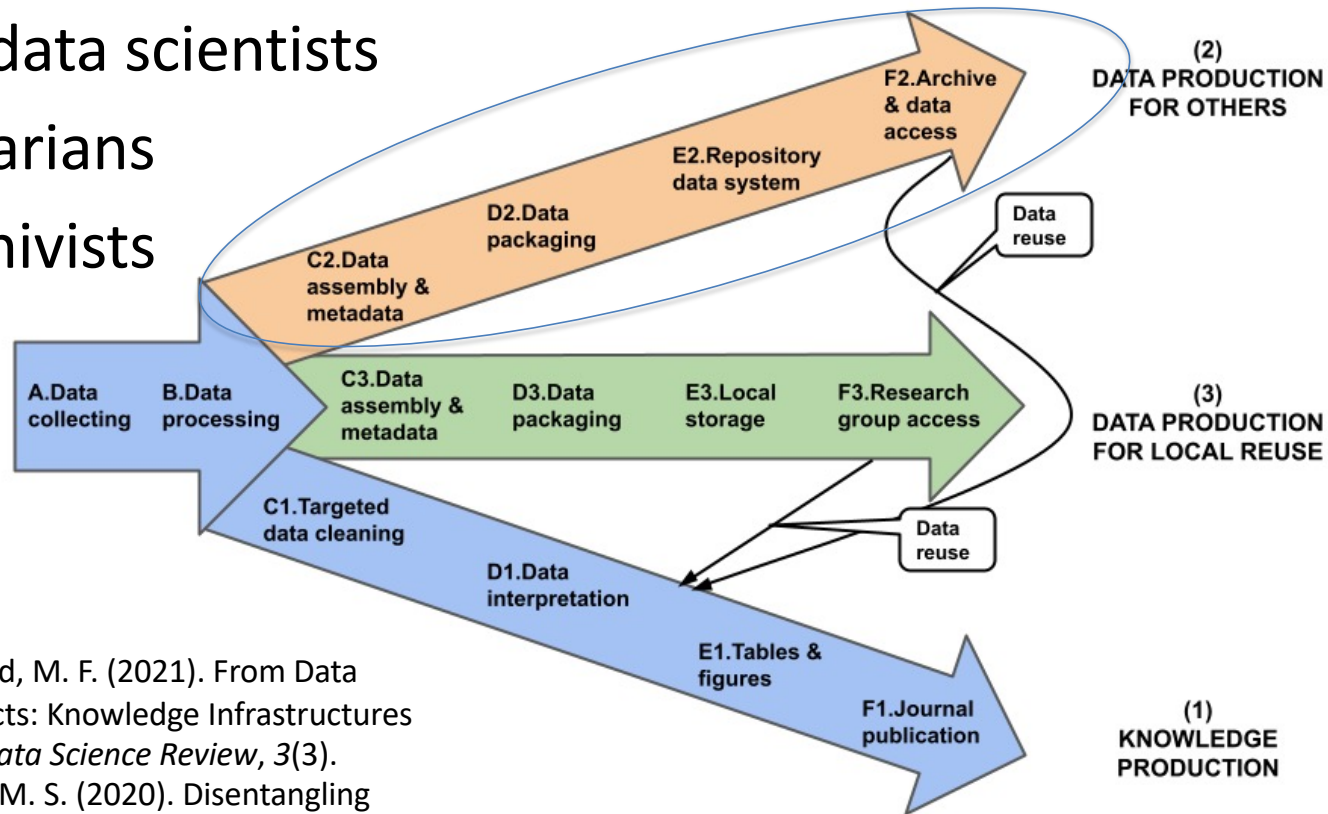 data scientists
arians
nivists
(2)
DATA PRODUCTION
FOR OTHERS
F2.Archive
& data
access
E2.Repository
data system
D2.Data
packaging
C2.Data
assembly &
metadata
Data
reuse
A.Data
collecting
B.Data
processing
C3.Data
assembly &
metadata
D3.Data
packaging
E3.Local
storage
F3.Research
group access
(3)
DATA PRODUCTION
FOR LOCAL REUSE
C1.Targeted
data cleaning
Data
reuse
D1.Data
interpretation
E1.Tables &
figures
F1.Journal
publication
(1)
KNOWLEDGE
PRODUCTION
d, M. F. (2021). From Data
cts: Knowledge Infrastructures
ata Science Review, 3(3).
M. S. (2020). Disentangling